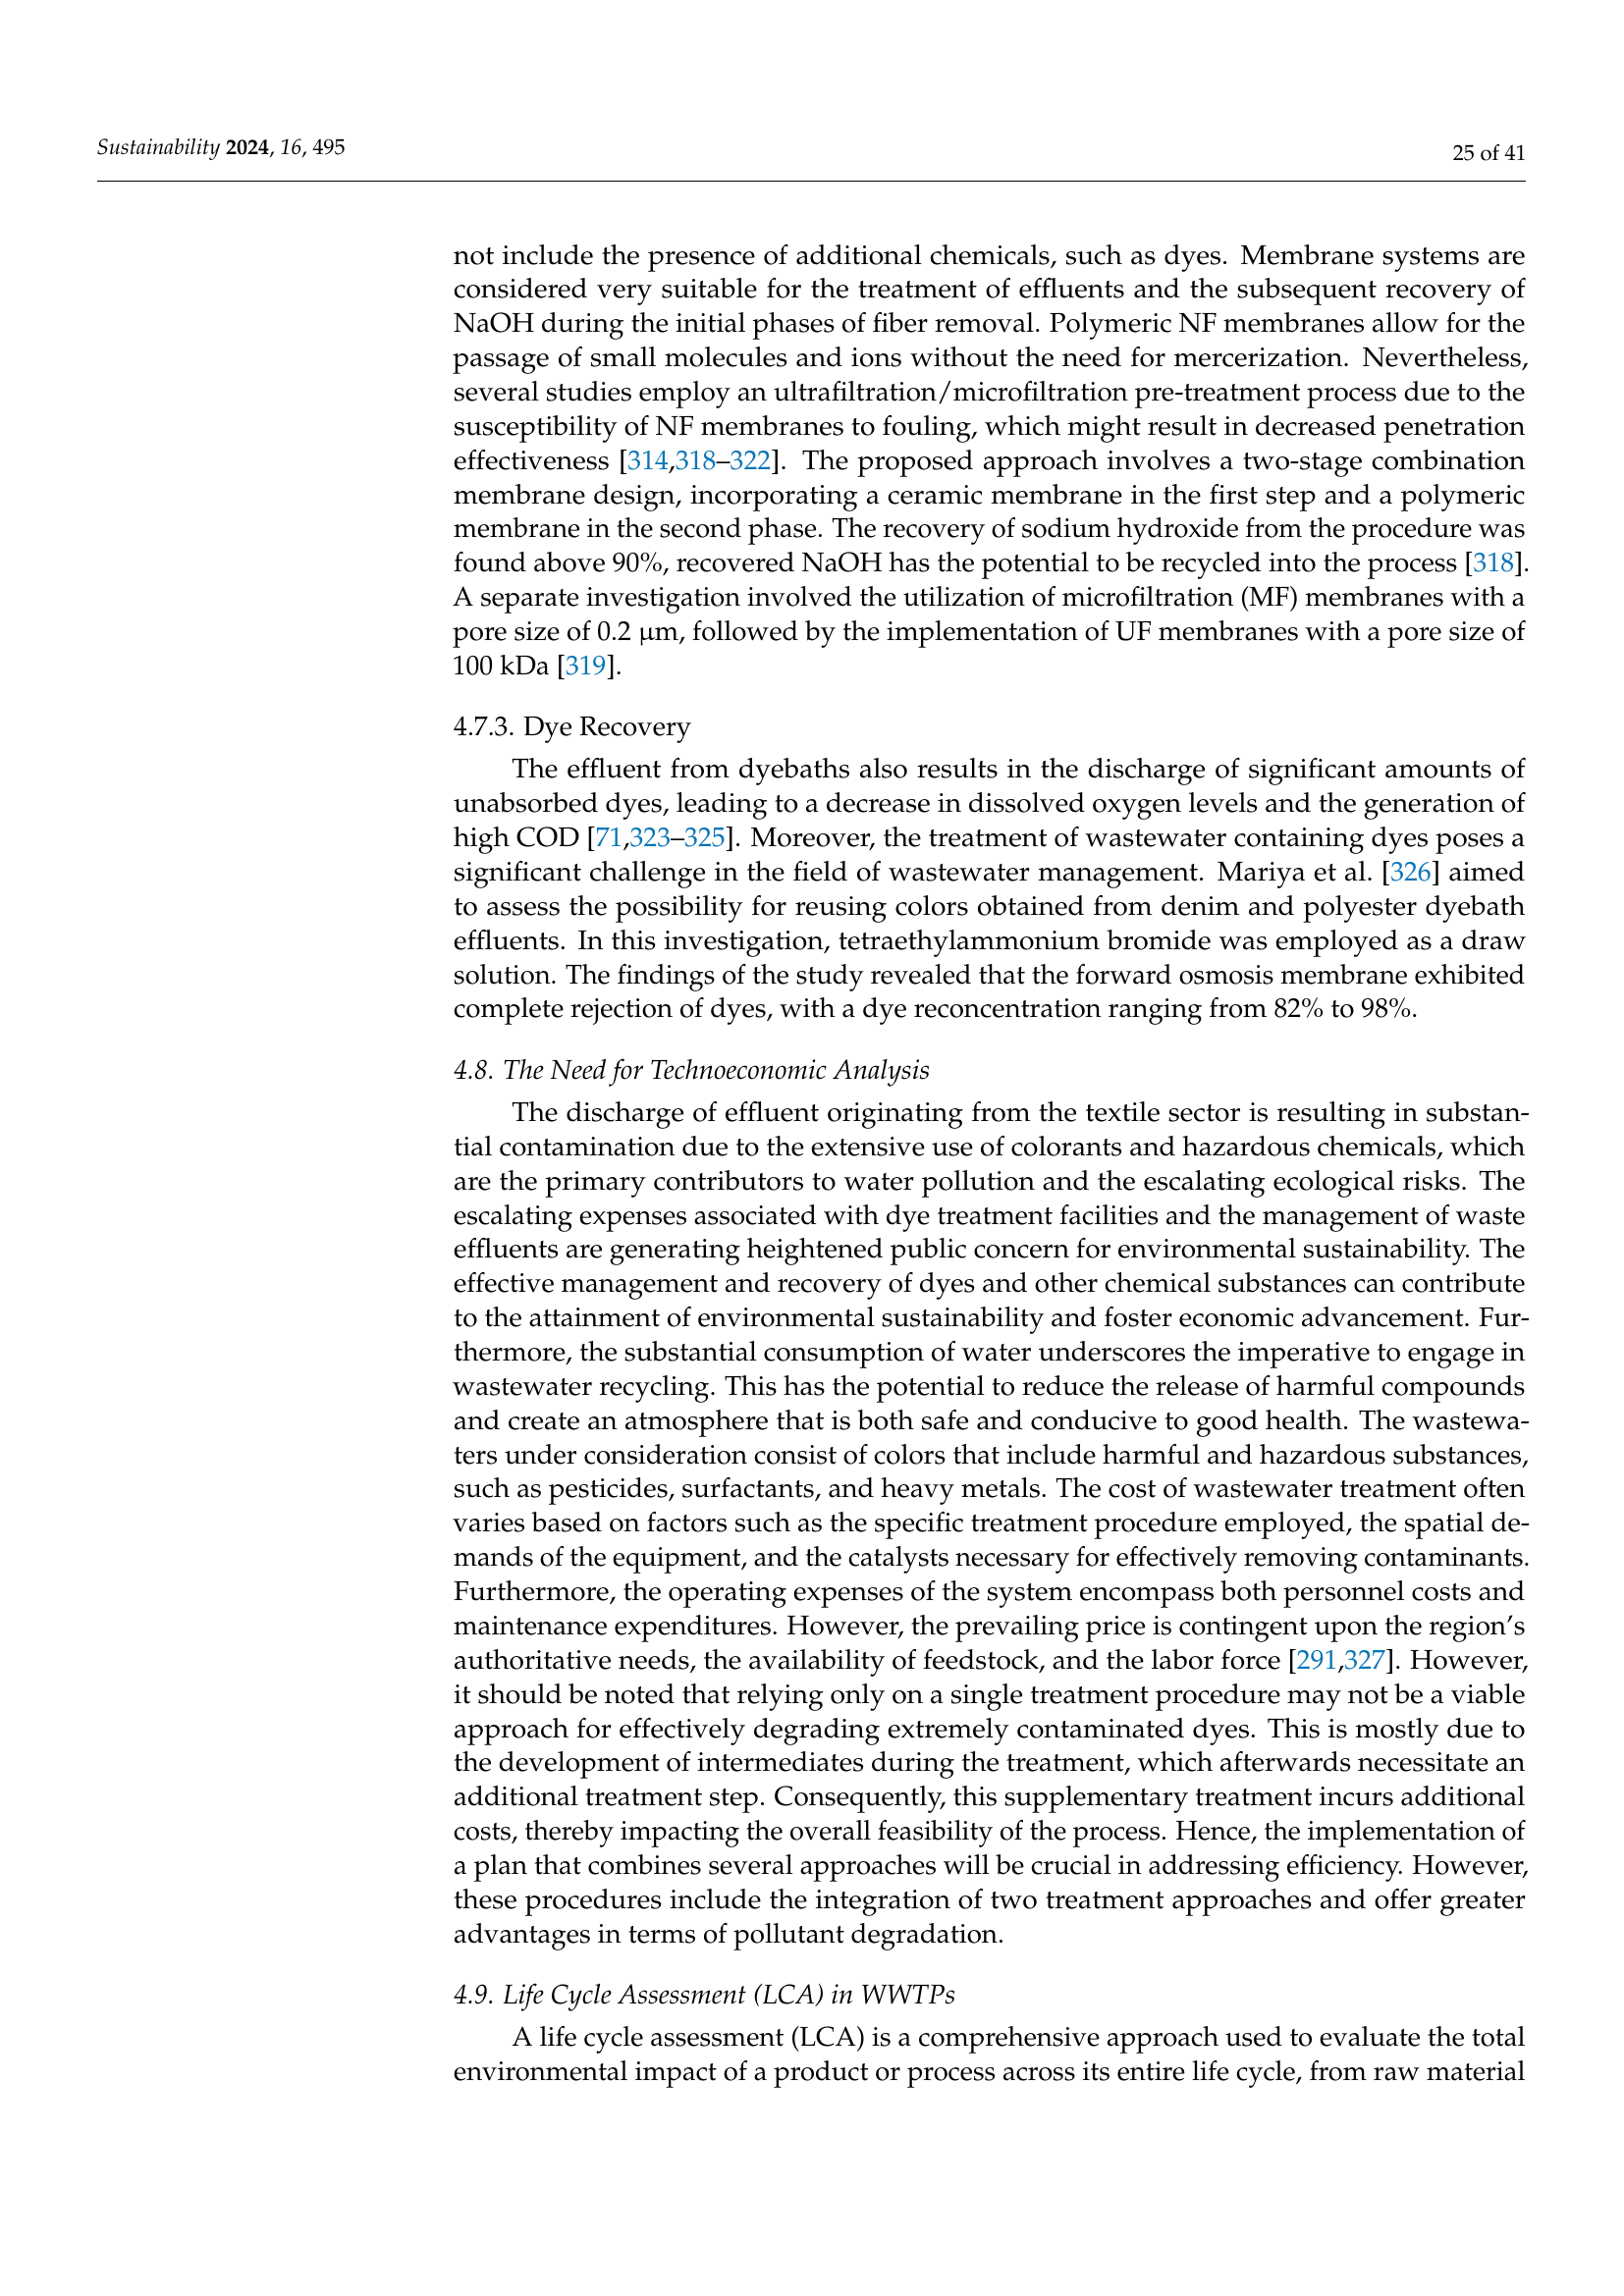 Sustainability 2024, 16, 495
25 of 41
not include the presence of additional chemicals, such as dyes. Membrane systems are
considered very suitable for the treatment of effluents and the subsequent recovery of
NaOH during the initial phases of fiber removal. Polymeric NF membranes allow for the
passage of small molecules and ions without the need for mercerization. Nevertheless,
several studies employ an ultrafiltration/microfiltration pre-treatment process due to the
susceptibility of NF membranes to fouling, which might result in decreased penetration
effectiveness [314,318–322]. The proposed approach involves a two-stage combination
membrane design, incorporating a ceramic membrane in the first step and a polymeric
membrane in the second phase. The recovery of sodium hydroxide from the procedure was
found above 90%, recovered NaOH has the potential to be recycled into the process [318].
A separate investigation involved the utilization of microfiltration (MF) membranes with a
pore size of 0.2 µm, followed by the implementation of UF membranes with a pore size of
100 kDa [319].
4.7.3. Dye Recovery
The effluent from dyebaths also results in the discharge of significant amounts of
unabsorbed dyes, leading to a decrease in dissolved oxygen levels and the generation of
high COD [71,323–325]. Moreover, the treatment of wastewater containing dyes poses a
significant challenge in the field of wastewater management. Mariya et al. [326] aimed
to assess the possibility for reusing colors obtained from denim and polyester dyebath
effluents. In this investigation, tetraethylammonium bromide was employed as a draw
solution. The findings of the study revealed that the forward osmosis membrane exhibited
complete rejection of dyes, with a dye reconcentration ranging from 82% to 98%.
4.8. The Need for Technoeconomic Analysis
The discharge of effluent originating from the textile sector is resulting in substan-
tial contamination due to the extensive use of colorants and hazardous chemicals, which
are the primary contributors to water pollution and the escalating ecological risks. The
escalating expenses associated with dye treatment facilities and the management of waste
effluents are generating heightened public concern for environmental sustainability. The
effective management and recovery of dyes and other chemical substances can contribute
to the attainment of environmental sustainability and foster economic advancement. Fur-
thermore, the substantial consumption of water underscores the imperative to engage in
wastewater recycling. This has the potential to reduce the release of harmful compounds
and create an atmosphere that is both safe and conducive to good health. The wastewa-
ters under consideration consist of colors that include harmful and hazardous substances,
such as pesticides, surfactants, and heavy metals. The cost of wastewater treatment often
varies based on factors such as the specific treatment procedure employed, the spatial de-
mands of the equipment, and the catalysts necessary for effectively removing contaminants.
Furthermore, the operating expenses of the system encompass both personnel costs and
maintenance expenditures. However, the prevailing price is contingent upon the region's
authoritative needs, the availability of feedstock, and the labor force [291,327]. However,
it should be noted that relying only on a single treatment procedure may not be a viable
approach for effectively degrading extremely contaminated dyes. This is mostly due to
the development of intermediates during the treatment, which afterwards necessitate an
additional treatment step. Consequently, this supplementary treatment incurs additional
costs, thereby impacting the overall feasibility of the process. Hence, the implementation of
a plan that combines several approaches will be crucial in addressing efficiency. However,
these procedures include the integration of two treatment approaches and offer greater
advantages in terms of pollutant degradation.
4.9. Life Cycle Assessment (LCA) in WWTPs
A life cycle assessment (LCA) is a comprehensive approach used to evaluate the total
environmental impact of a product or process across its entire life cycle, from raw material